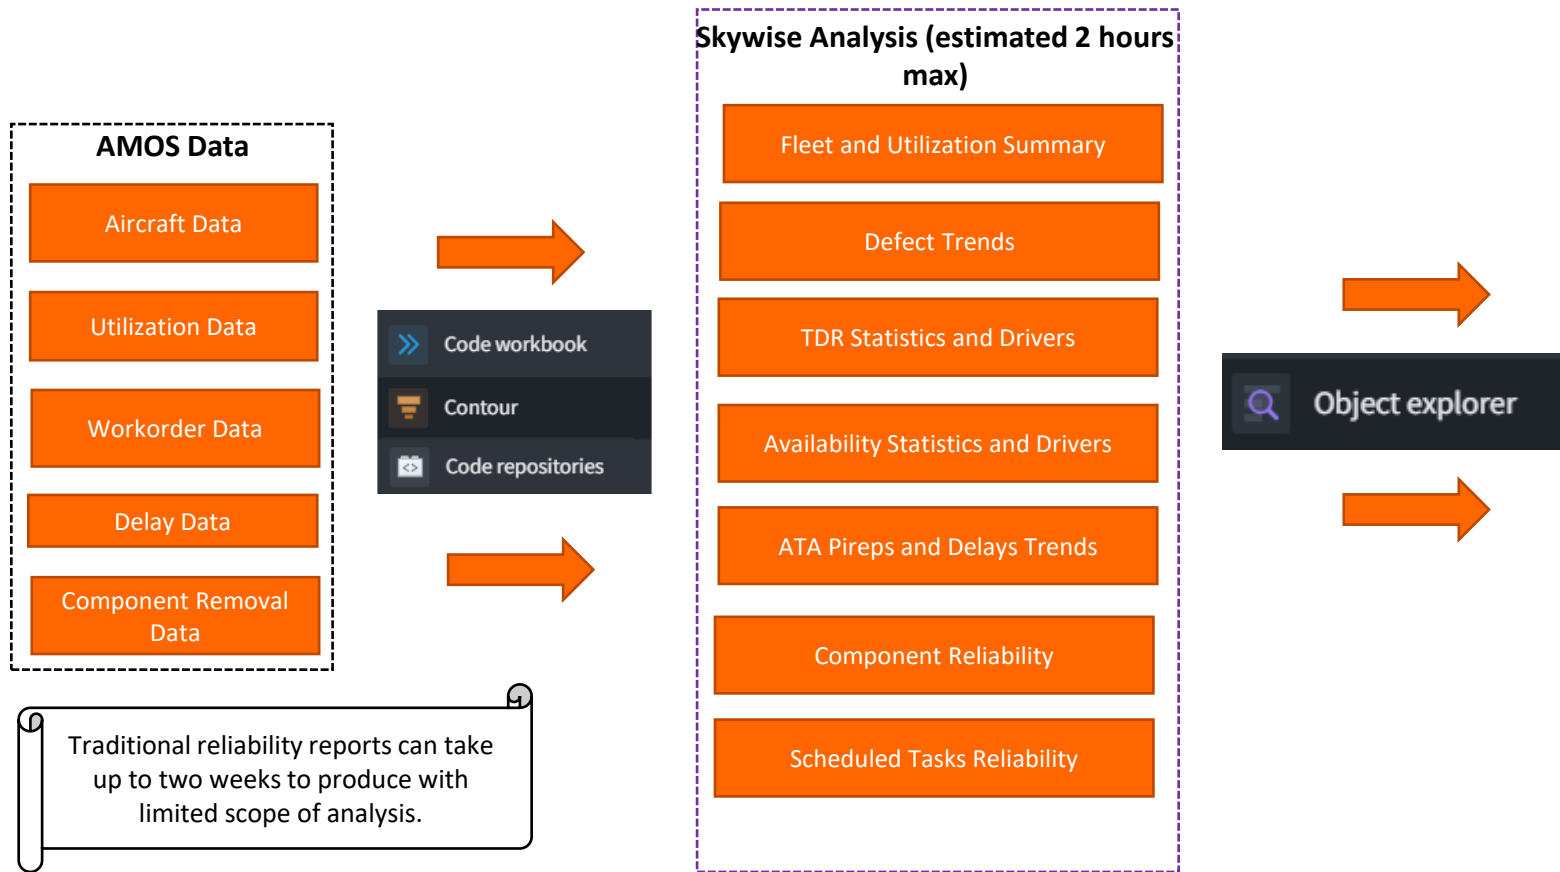 AMOS Data
Aircraft Data
Utilization Data
Workorder Data
Delay Data
Component Removal
Data
Traditional reliability reports can take
up to two weeks to produce with
limited scope of analysis.
Code workbook
Contour
Code repositories
Skywise Analysis (estimated 2 hours
max)
Fleet and Utilization Summary
Defect Trends
TDR Statistics and Drivers
Availability Statistics and Drivers
ATA Pireps and Delays Trends
Component Reliability
Scheduled Tasks Reliability
Object explorer